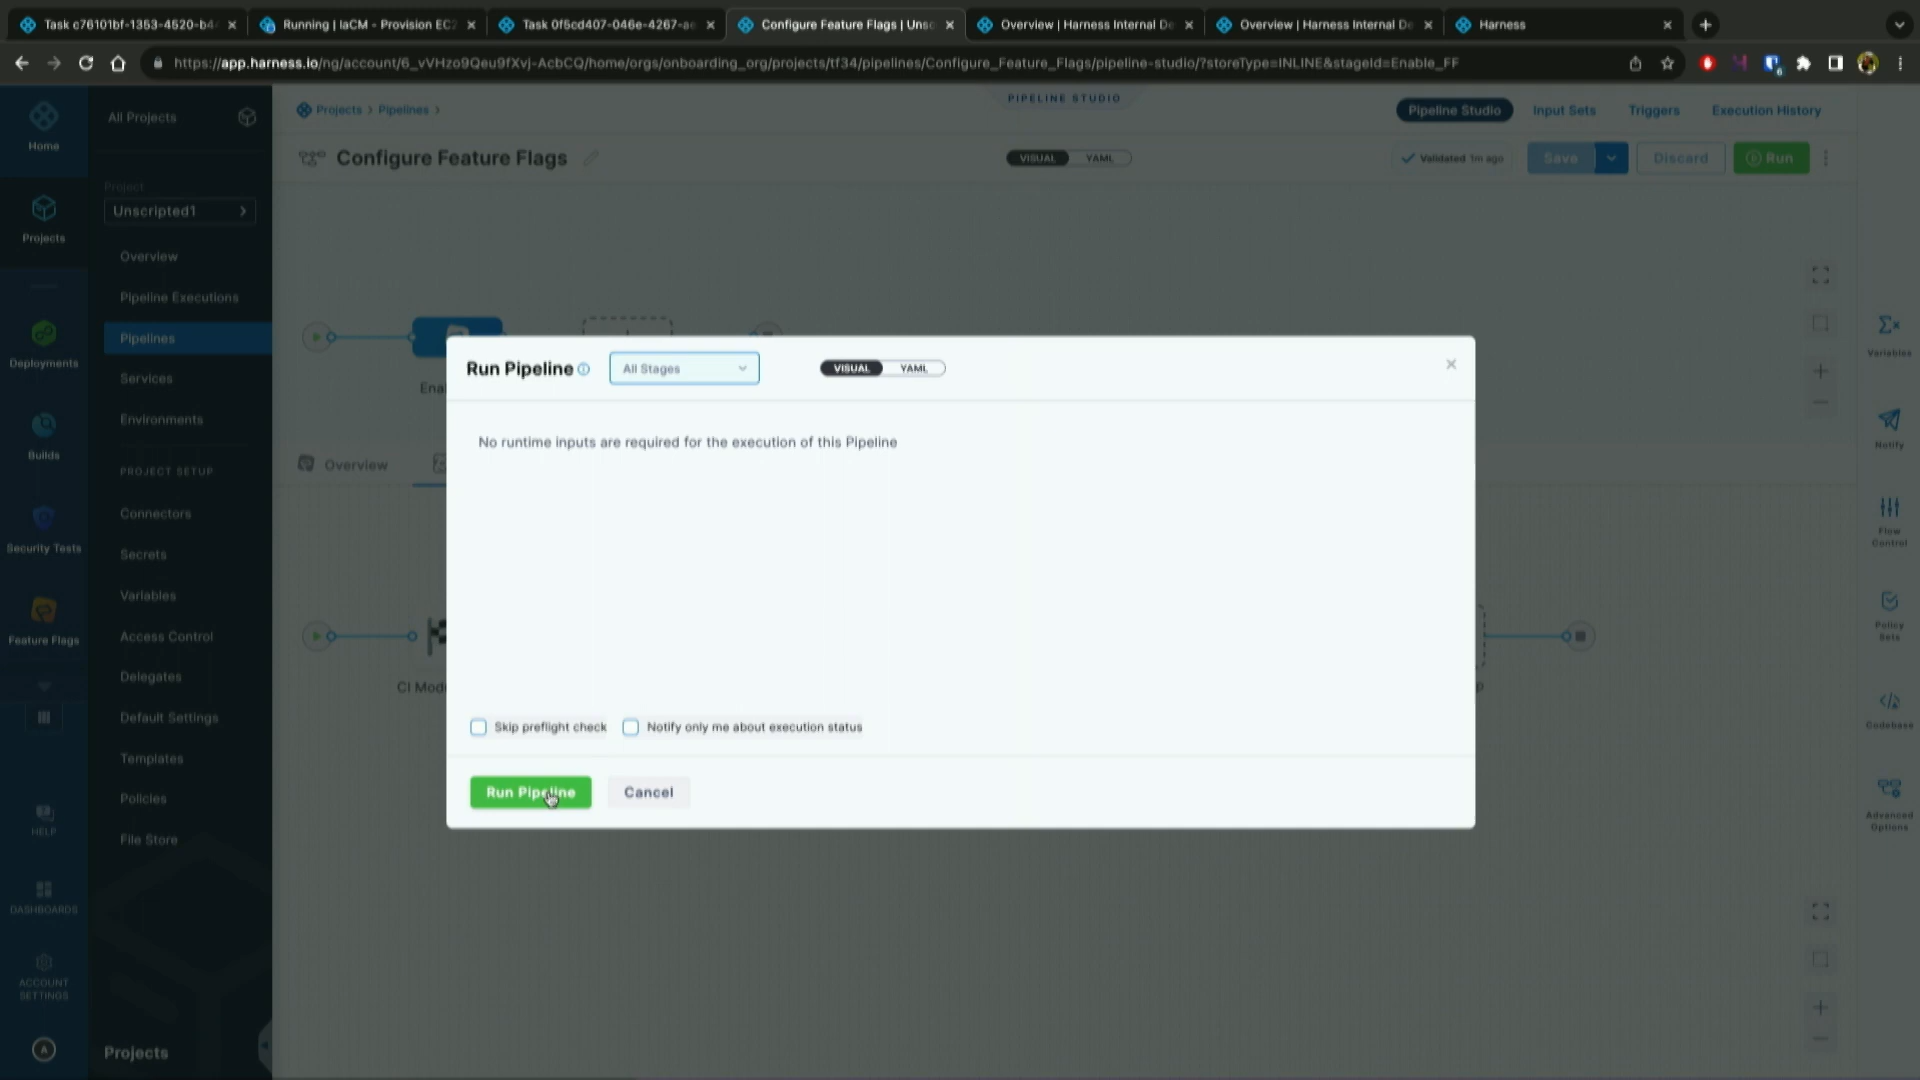 Task c76101bf-1353-4520-b4
Running | IaCM - Provision EC2
Task 0f5cd407-046e-4267-ae
Configure Feature Flags | Unsc
Overview | Harness Internal De
Overview | Harness Internal De
Harness
https://app.harness.io/ng/account/6_vVHzo9Qeu9fXvj-AcbCQ/home/orgs/onboarding_org/projects/tf34/pipelines/Configure_Feature_Flags/pipeline-studio/?storeType=INLINE&stageId=Enable_FF
Home
Projects
Deployments
Builds
Security Tests
Feature Flags
HELP
DASHBOARDS
ACCOUNT
SETTINGS
A
All Projects
Project
Unscripted1
Overview
Pipeline Executions
Pipelines
Services
Environments
PROJECT SETUP
Connectors
Secrets
Variables
Access Control
Delegates
Default Settings
Templates
Policies
File Store
Projects
Projects > Pipelines >
PIPELINE STUDIO
Pipeline Studio
Input Sets
Triggers
Execution History
Configure Feature Flags
VISUAL
YAML
Validated 1m ago
Save
Discard
Run
Ena
Overview
CI Mod
Run Pipeline
All Stages
VISUAL
YAML
No runtime inputs are required for the execution of this Pipeline
Skip preflight check
Notify only me about execution status
Run Pipeline
Cancel
Variables
Notify
Flow
Control
Policy
Sets
Codebase
Advanced
Options